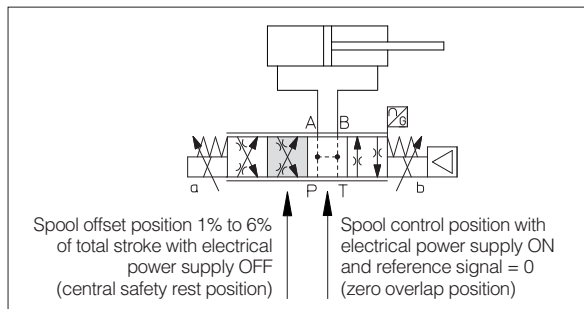 A B
G
a
P T
b
Spool offset position 1% to 6%
of total stroke with electrical
power supply OFF
(central safety rest position)
Spool control position with
electrical power supply ON
and reference signal = 0
(zero overlap position)